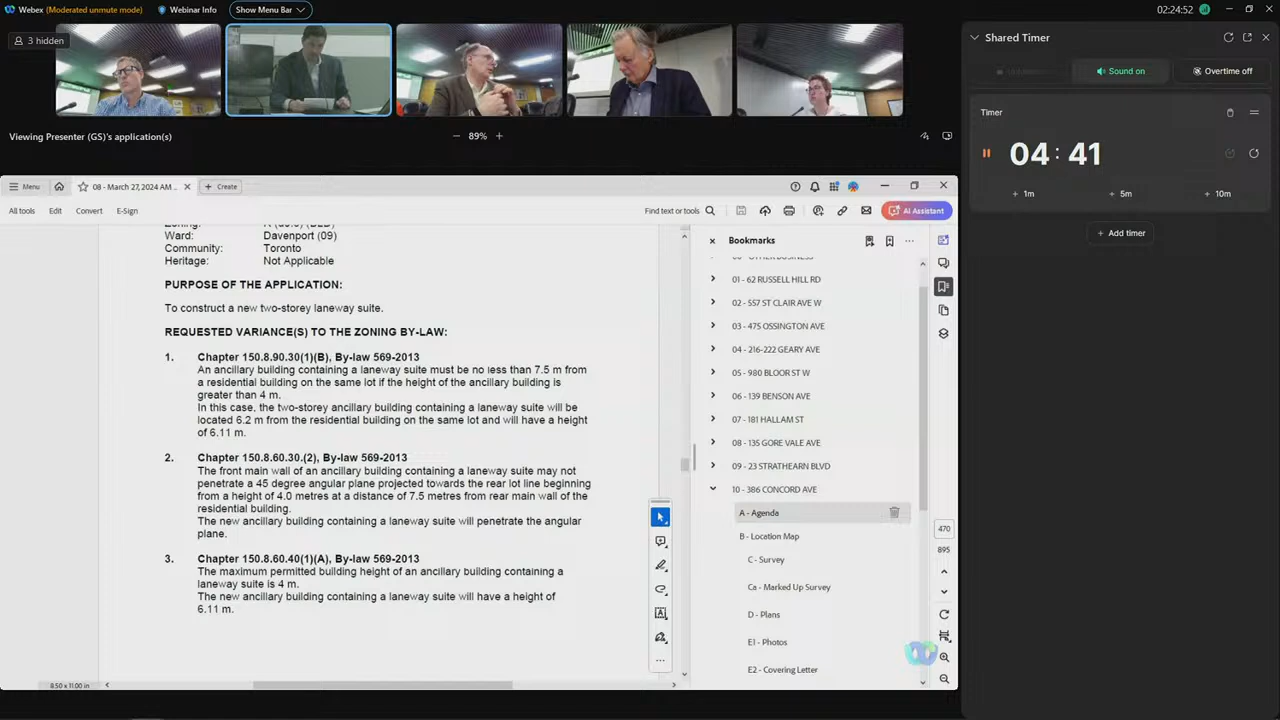 Webex (Moderated unmute mode) Webinar Info Show Menu Bar 02:24:52
3 hidden
Viewing Presenter (GS)'s application(s) 89%
Menu 08 - March 27, 2024 AM ... Create
All tools Edit Convert E-Sign Find text or tools AI Assistant
Ward: Davenport (09)
Community: Toronto
Heritage: Not Applicable
PURPOSE OF THE APPLICATION:
To construct a new two-storey laneway suite.
REQUESTED VARIANCE(S) TO THE ZONING BY-LAW:
1. Chapter 150.8.90.30(1)(B), By-law 569-2013
An ancillary building containing a laneway suite must be no less than 7.5 m from
a residential building on the same lot if the height of the ancillary building is
greater than 4 m.
In this case, the two-storey ancillary building containing a laneway suite will be
located 6.2 m from the residential building on the same lot and will have a height
of 6.11 m.
2. Chapter 150.8.60.30.(2), By-law 569-2013
The front main wall of an ancillary building containing a laneway suite may not
penetrate a 45 degree angular plane projected towards the rear lot line beginning
from a height of 4.0 metres at a distance of 7.5 metres from rear main wall of the
residential building.
The new ancillary building containing a laneway suite will penetrate the angular
plane.
3. Chapter 150.8.60.40(1)(A), By-law 569-2013
The maximum permitted building height of an ancillary building containing a
laneway suite is 4 m.
The new ancillary building containing a laneway suite will have a height of
6.11 m.
8.50 x 11.00 in
Bookmarks
01 - 62 RUSSELL HILL RD
02 - 557 ST CLAIR AVE W
03 - 475 OSSINGTON AVE
04 - 216-222 GEARY AVE
05 - 980 BLOOR ST W
06 - 139 BENSON AVE
07 - 181 HALLAM ST
08 - 135 GORE VALE AVE
09 - 23 STRATHEARN BLVD
10 - 386 CONCORD AVE
A - Agenda
B - Location Map
C - Survey
Ca - Marked Up Survey
D - Plans
E1 - Photos
E2 - Covering Letter
470
895
Shared Timer
Sound on Overtime off
Timer
04 : 41
+ 1m + 5m + 10m
+ Add timer